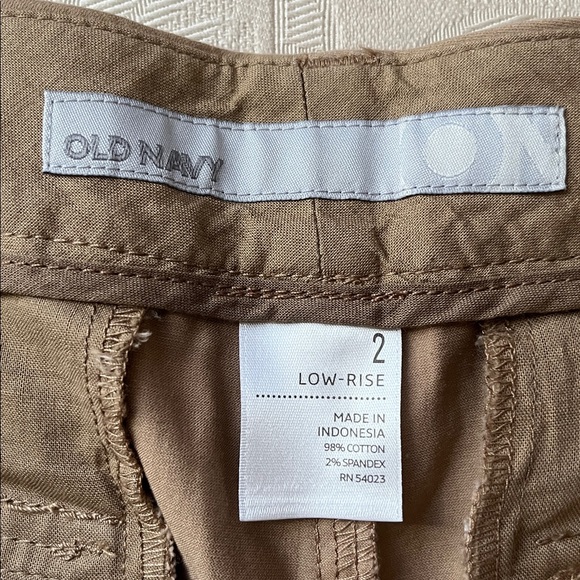 OLD NAVY
ON
2
LOW-RISE
MADE IN
INDONESIA
98% COTTON
2% SPANDEX
RN 54023